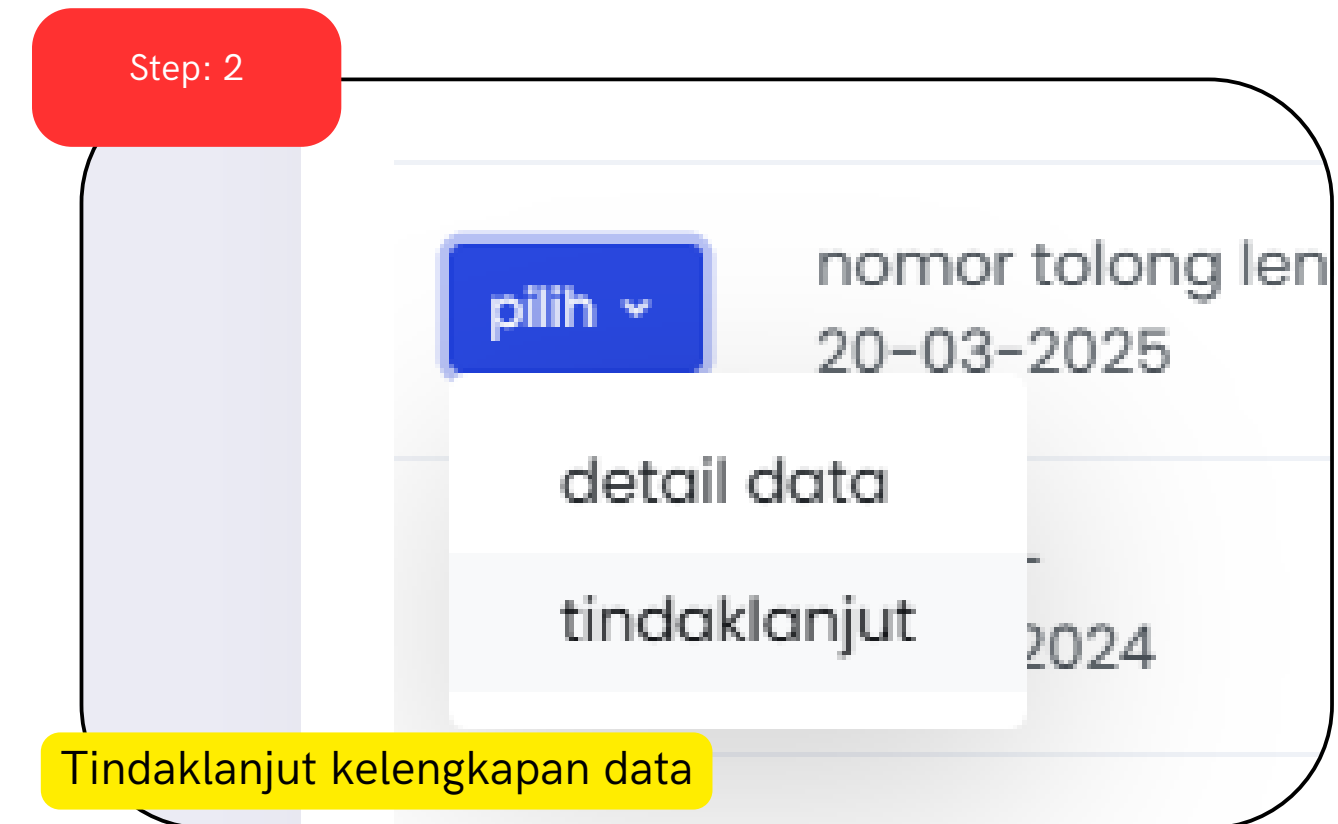 Step: 2
nomor tolong len
pilih
20-03-2025
detail data
tindaklanjut
2024
Tindaklanjut kelengkapan data